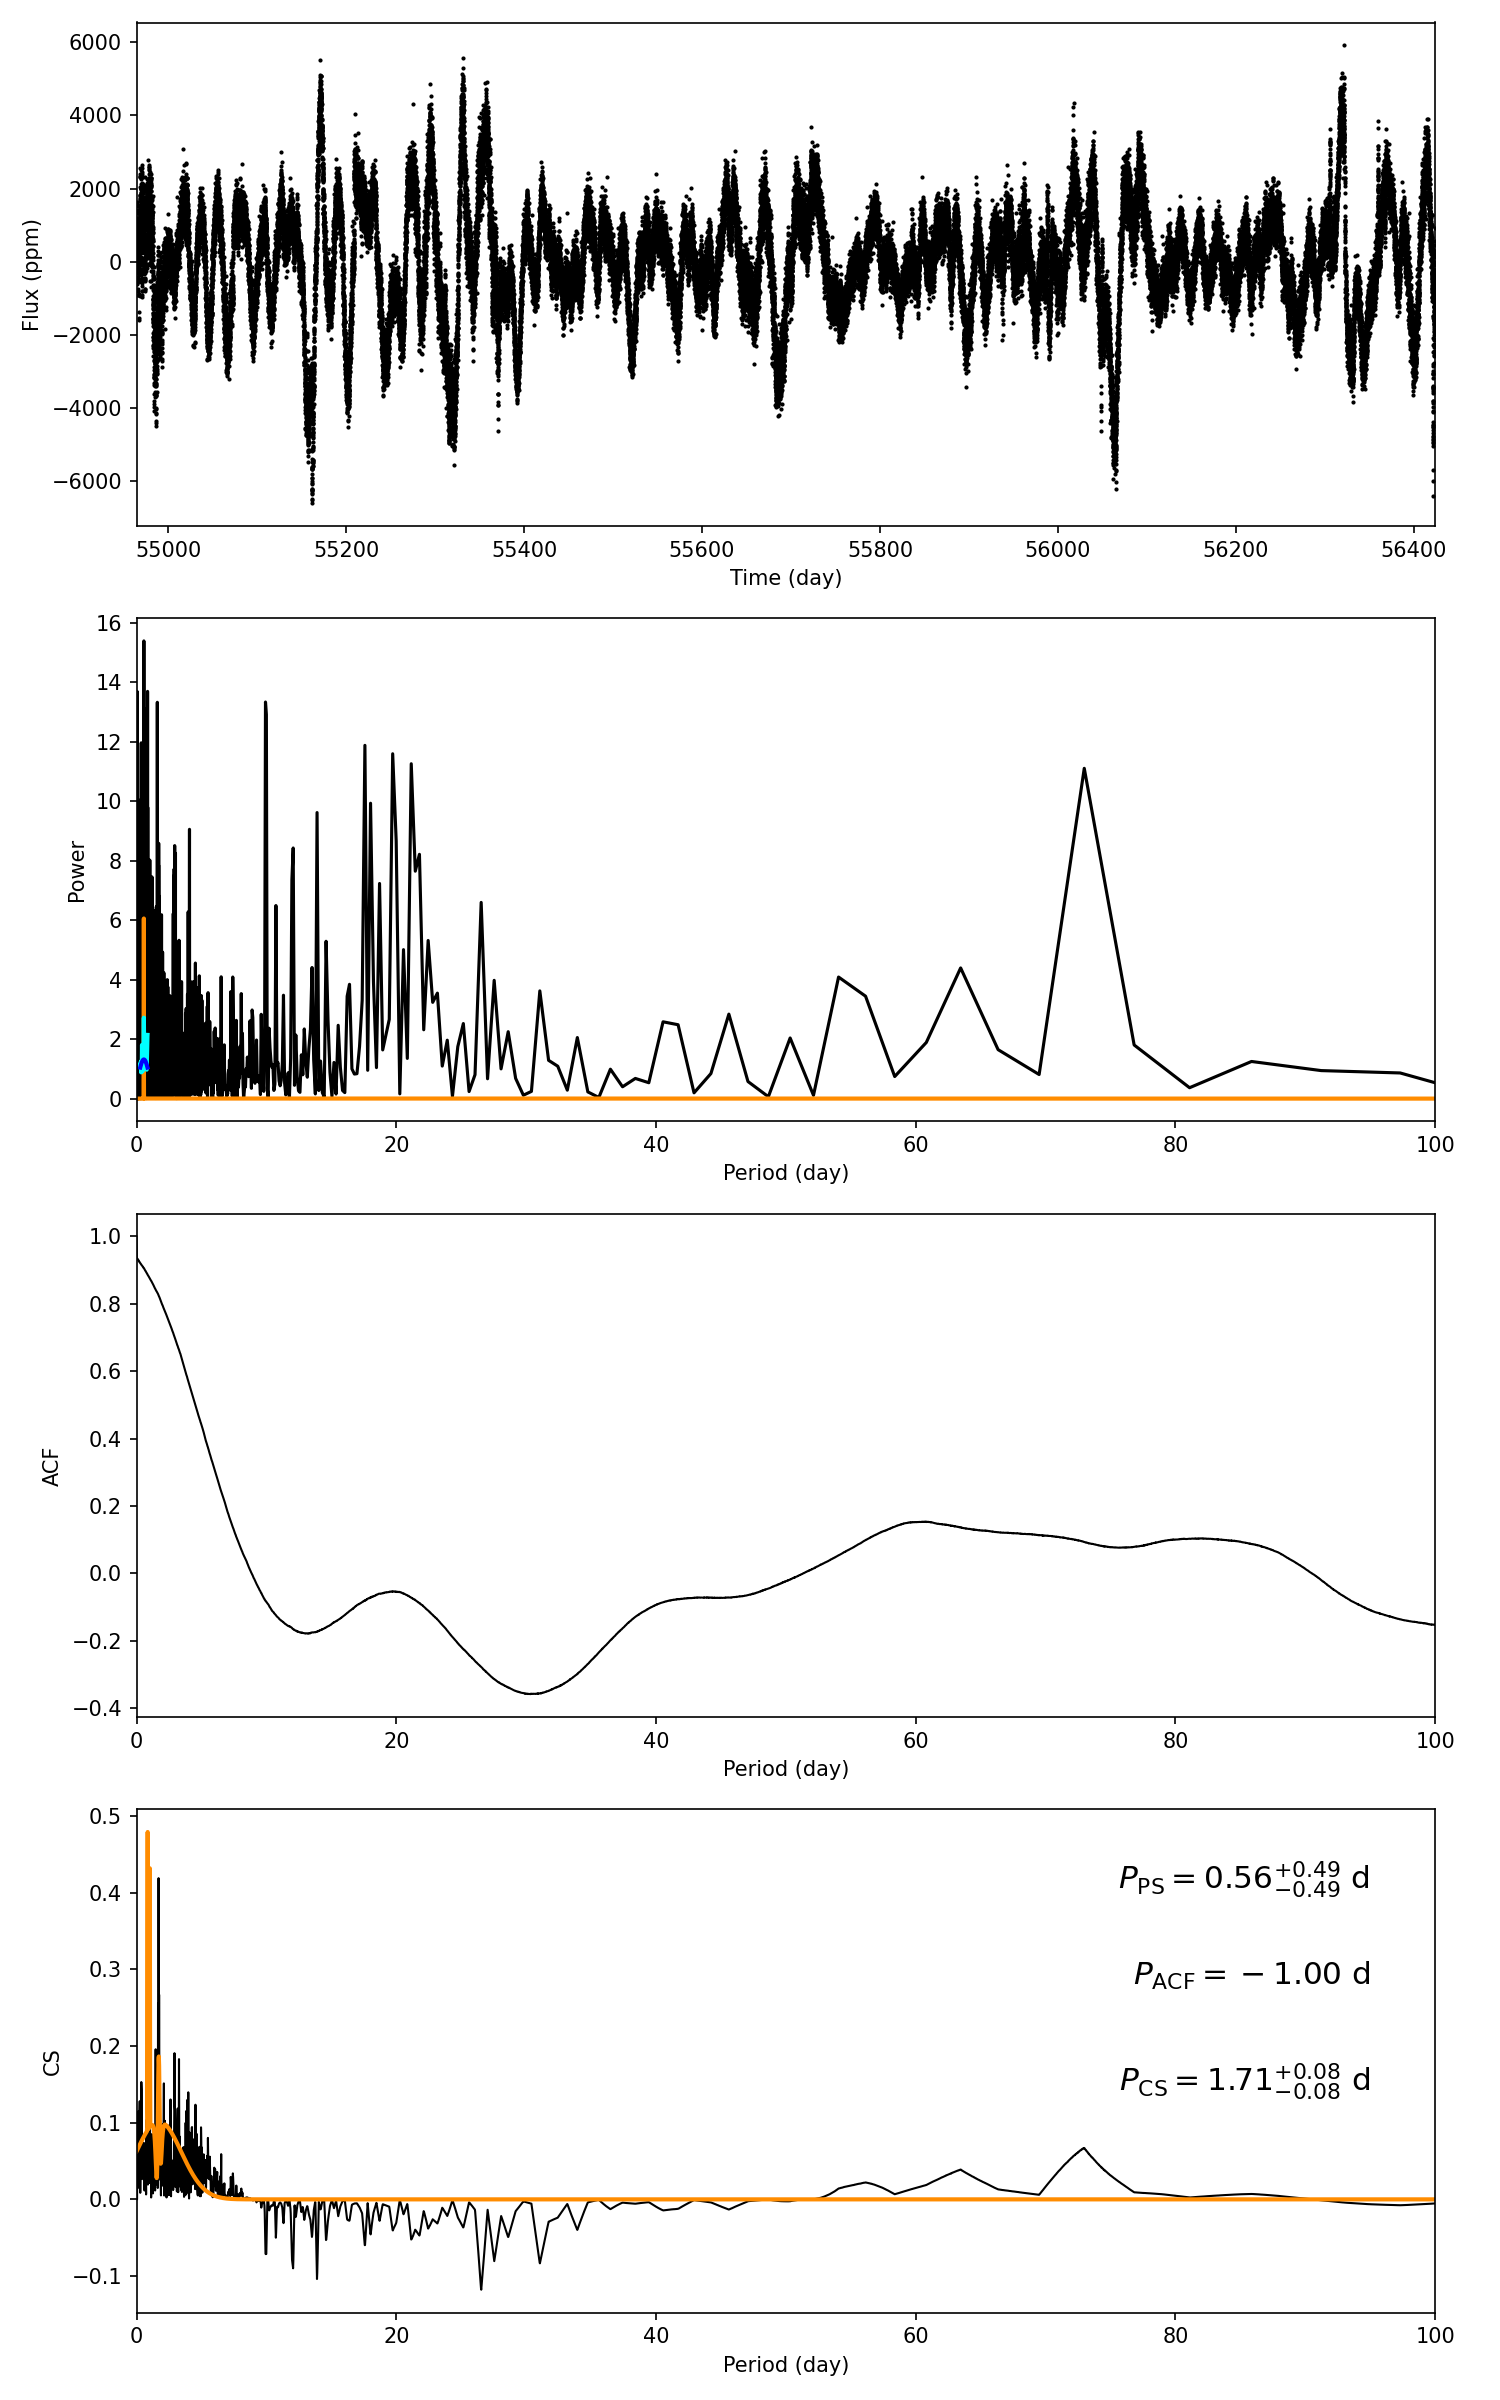 6000
4000
2000
0
−2000
−4000
−6000
Flux (ppm)
55000 55200 55400 55600 55800 56000 56200 56400
Time (day)
16
14
12
10
8
6
4
2
0
Power
0 20 40 60 80 100
Period (day)
1.0
0.8
0.6
0.4
0.2
0.0
−0.2
−0.4
ACF
0 20 40 60 80 100
Period (day)
0.5
0.4
0.3
0.2
0.1
0.0
−0.1
CS
P_PS = 0.56 +0.49 −0.49 d
P_ACF = −1.00 d
P_CS = 1.71 +0.08 −0.08 d
0 20 40 60 80 100
Period (day)